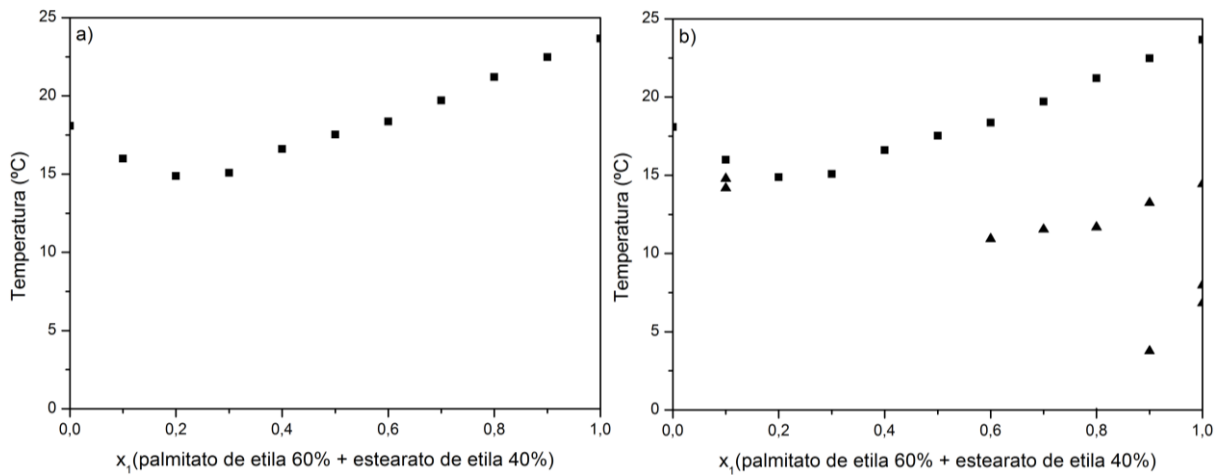 a)
Temperatura (ºC)
25
20
15
10
5
0
0,0 0,2 0,4 0,6 0,8 1,0
x₁(palmitato de etila 60% + estearato de etila 40%)
b)
Temperatura (ºC)
25
20
15
10
5
0
0,0 0,2 0,4 0,6 0,8 1,0
x₁(palmitato de etila 60% + estearato de etila 40%)